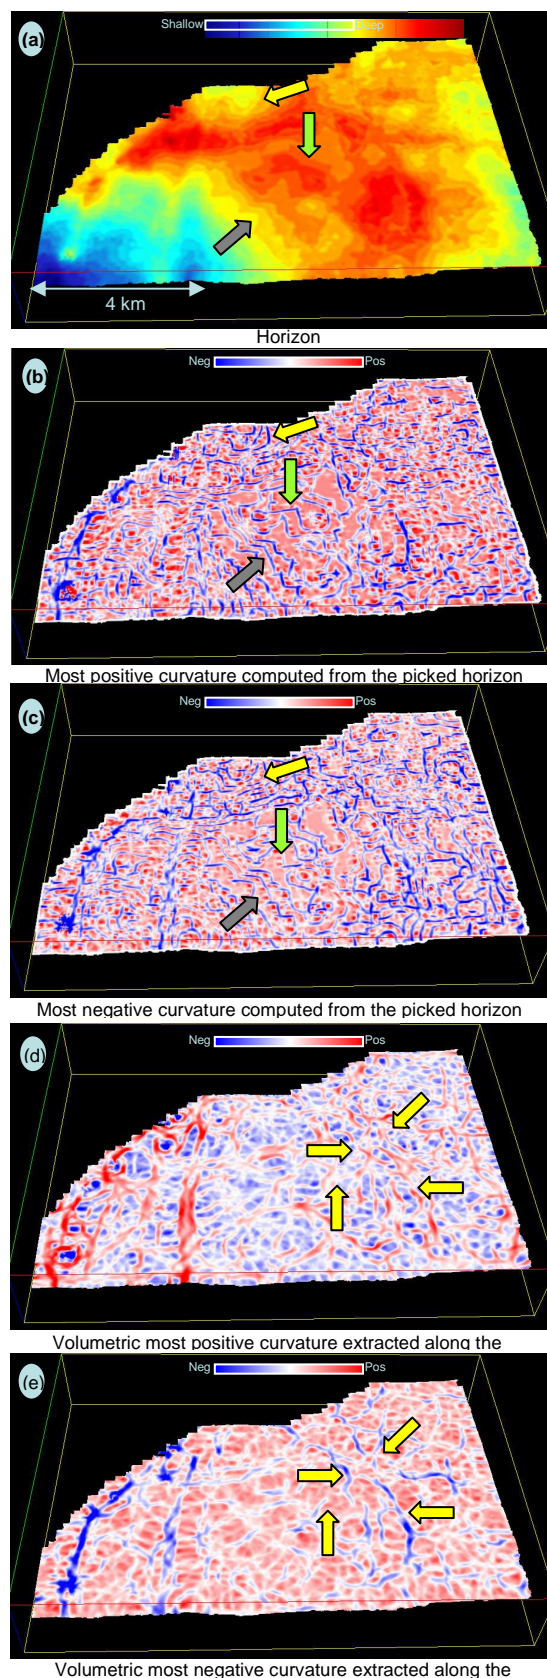 (a)
Shallow Deep
4 km
Horizon
(b)
Neg Pos
Most positive curvature computed from the picked horizon
(c)
Neg Pos
Most negative curvature computed from the picked horizon
(d)
Neg Pos
Volumetric most positive curvature extracted along the
(e)
Neg Pos
Volumetric most negative curvature extracted along the